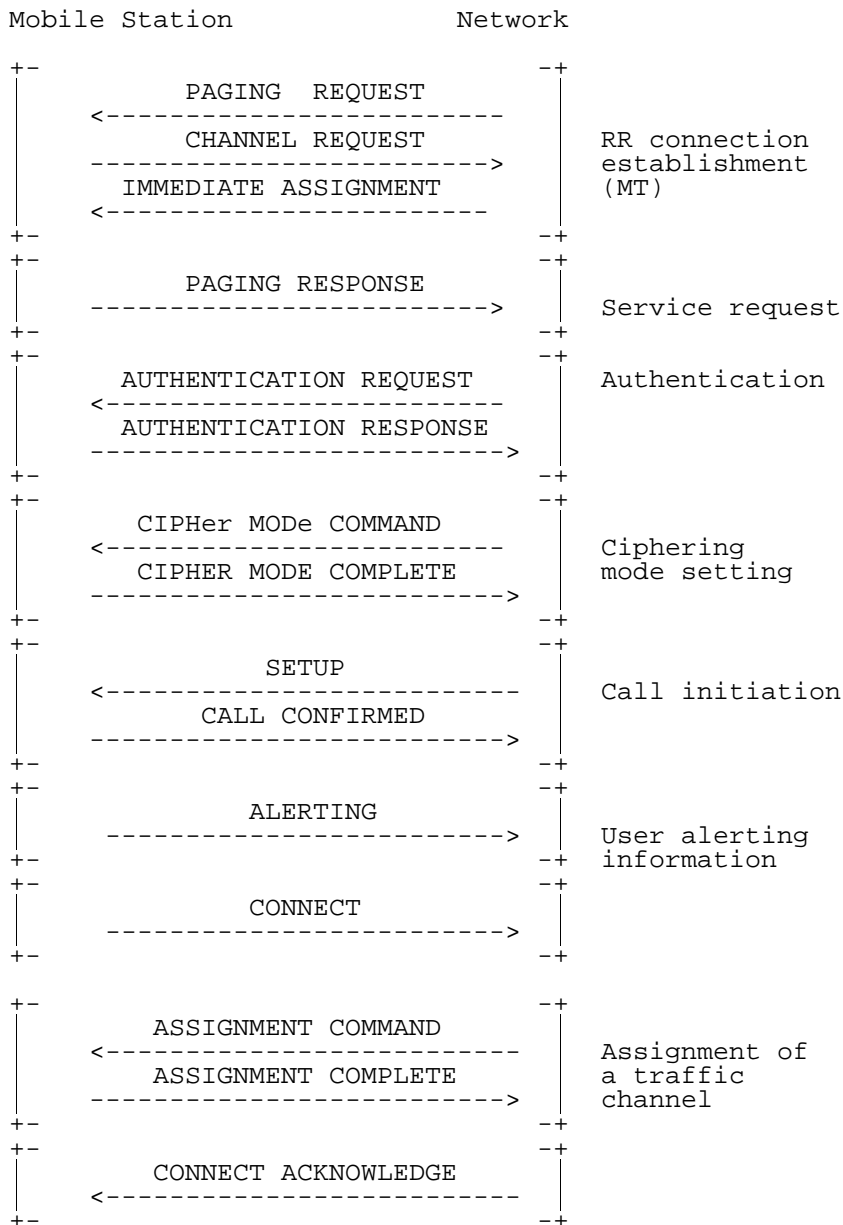 Mobile Station Network
+- -+
PAGING REQUEST
<--------------------------
CHANNEL REQUEST RR connection
-------------------------> establishment
IMMEDIATE ASSIGNMENT (MT)
<-------------------------
+- -+
+- -+
PAGING RESPONSE
-------------------------> Service request
+- -+
+- -+
AUTHENTICATION REQUEST Authentication
<--------------------------
AUTHENTICATION RESPONSE
-------------------------->
+- -+
+- -+
CIPHer MODe COMMAND
<-------------------------- Ciphering
CIPHER MODE COMPLETE mode setting
-------------------------->
+- -+
+- -+
SETUP
<-------------------------- Call initiation
CALL CONFIRMED
-------------------------->
+- -+
+- -+
ALERTING
-------------------------> User alerting
+- -+ information
+- -+
CONNECT
------------------------->
+- -+
+- -+
ASSIGNMENT COMMAND
<-------------------------- Assignment of
ASSIGNMENT COMPLETE a traffic
--------------------------> channel
+- -+
+- -+
CONNECT ACKNOWLEDGE
<--------------------------
+- -+